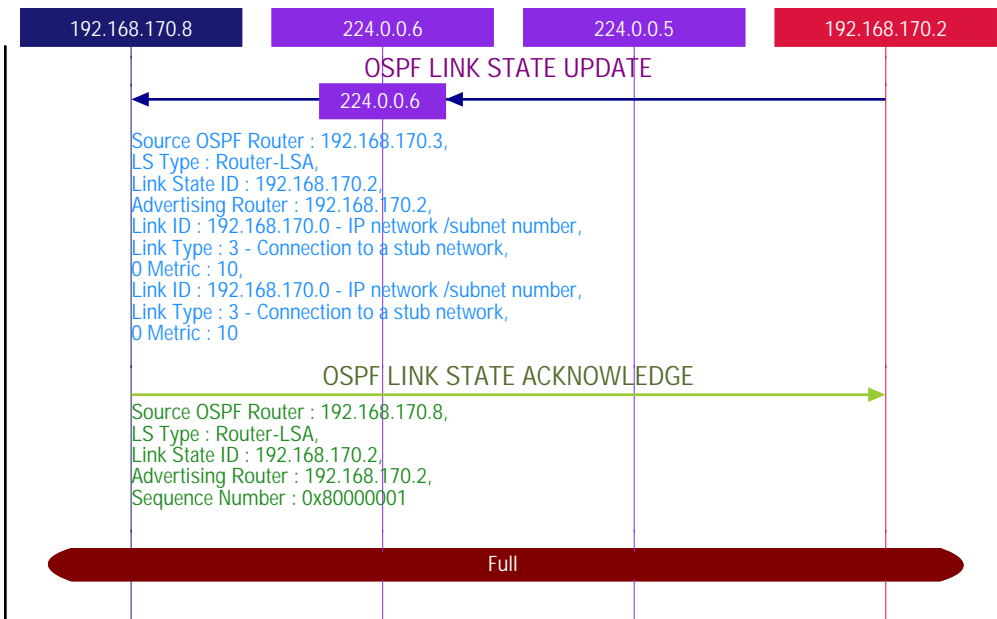 192.168.170.8
224.0.0.6
224.0.0.5
192.168.170.2
OSPF LINK STATE UPDATE
224.0.0.6
Source OSPF Router : 192.168.170.3,
LS Type : Router-LSA,
Link State ID : 192.168.170.2,
Advertising Router : 192.168.170.2,
Link ID : 192.168.170.0 - IP network /subnet number,
Link Type : 3 - Connection to a stub network,
0 Metric : 10,
Link ID : 192.168.170.0 - IP network /subnet number,
Link Type : 3 - Connection to a stub network,
0 Metric : 10
OSPF LINK STATE ACKNOWLEDGE
Source OSPF Router : 192.168.170.8,
LS Type : Router-LSA,
Link State ID : 192.168.170.2,
Advertising Router : 192.168.170.2,
Sequence Number : 0x80000001
Full